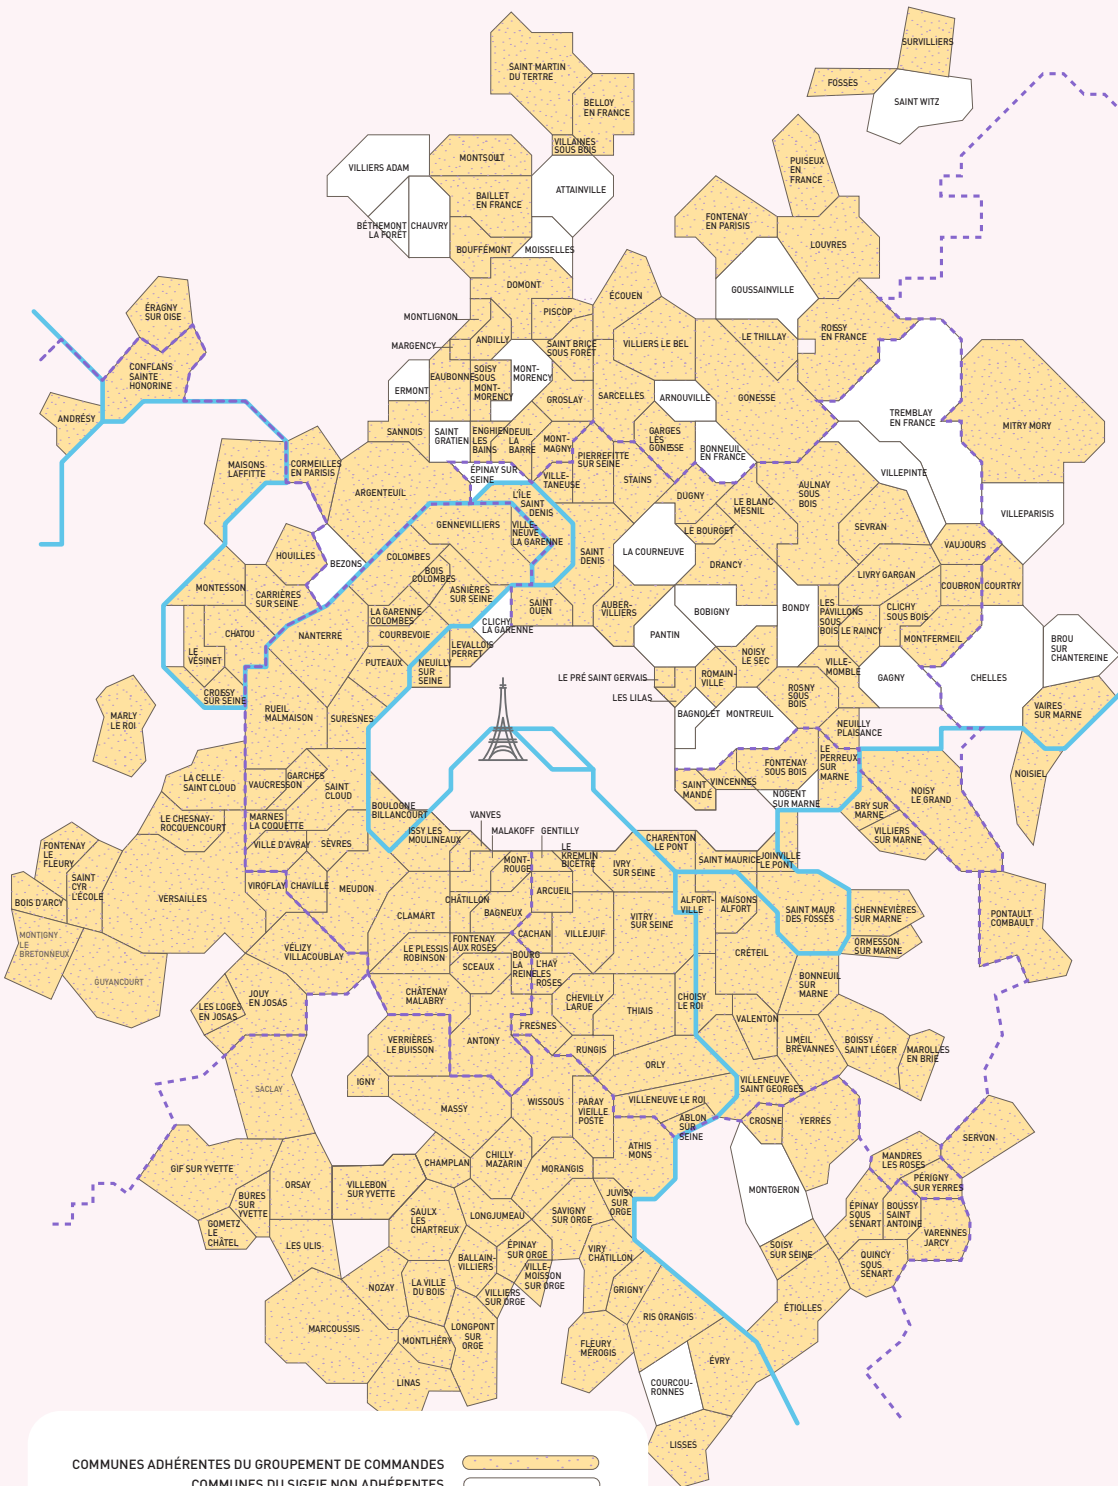 SURVILLIERS
SAINT MARTIN
DU TERTRE
FOSSES
SAINT WITZ
BELLOY
EN FRANCE
VILLAINES
SOUS BOIS
MONTSOULT
VILLIERS ADAM
PUISEUX
EN
FRANCE
ATTAINVILLE
BAILLET
EN FRANCE
BÉTHEMONT
LA FORÊT
CHAUVRY
FONTENAY
EN PARISIS
LOUVRES
BOUFFÉMONT
MOISSELLES
DOMONT
GOUSSAINVILLE
ÉCOUEN
ÉRAGNY
SUR OISE
MONTLIGNON
PISCOP
ROISSY
EN FRANCE
LE THILLAY
ANDILLY
MARGENCY
SAINT BRICE
SOUS FORÊT
VILLIERS LE BEL
CONFLANS
SAINTE
HONORINE
EAUBONNE
SOISY
SOUS
MONT-
MORENCY
MONT-
MORENCY
ERMONT
GROSLAY
SARCELLES
ARNOUVILLE
GONESSE
ANDRÉSY
TREMBLAY
EN FRANCE
MITRY MORY
SANNOIS
SAINT
GRATIEN
ENGHIEN
LES
BAINS
DEUIL
LA
BARRE
MONT-
MAGNY
GARGES
LÈS
GONESSE
BONNEUIL
EN FRANCE
MAISONS
LAFFITTE
CORMEILLES
EN PARISIS
ÉPINAY SUR
SEINE
VILLE-
TANEUSE
PIERREFITTE
SUR SEINE
STAINS
VILLEPINTE
ARGENTEUIL
L'ÎLE
SAINT
DENIS
DUGNY
LE BLANC
MESNIL
AULNAY
SOUS
BOIS
VILLEPARISIS
GENNEVILLIERS
VILLE-
NEUVE
LA GARENNE
LE BOURGET
SEVRAN
HOUILLES
BEZONS
COLOMBES
SAINT
DENIS
LA COURNEUVE
DRANCY
VAUJOURS
BOIS
COLOMBES
LIVRY GARGAN
MONTESSON
CARRIÈRES
SUR SEINE
ASNIÈRES
SUR SEINE
COUBRON
COURTRY
SAINT
OUEN
AUBER-
VILLIERS
BOBIGNY
BONDY
LES
PAVILLONS
SOUS
BOIS
CLICHY
SOUS BOIS
LA GARENNE
COLOMBES
CLICHY
LA GARENNE
CHATOU
NANTERRE
COURBEVOIE
PANTIN
LE RAINCY
MONTFERMEIL
BROU
SUR
CHANTEREINE
LEVALLOIS
PERRET
LE
VÉSINET
PUTEAUX
NEUILLY
SUR
SEINE
NOISY
LE SEC
VILLE-
MOMBLE
LE PRÉ SAINT GERVAIS
ROMAIN-
VILLE
GAGNY
CHELLES
CROISSY
SUR SEINE
LES LILAS
ROSNY
SOUS
BOIS
MARLY
LE ROI
RUEIL
MALMAISON
SURESNES
BAGNOLET
MONTREUIL
NEUILLY
PLAISANCE
VAIRES
SUR MARNE
LE
PERREUX
SUR
MARNE
FONTENAY
SOUS BOIS
NOISIEL
LA CELLE
SAINT CLOUD
VAUCRESSON
GARCHES
SAINT
CLOUD
SAINT
MANDÉ
VINCENNES
NOGENT
SUR MARNE
NOISY
LE GRAND
BOULOGNE
BILLANCOURT
BRY SUR
MARNE
LE CHESNAY-
ROCQUENCOURT
MARNES
LA COQUETTE
VANVES
MALAKOFF
GENTILLY
ISSY LES
MOULINEAUX
VILLIERS
SUR MARNE
FONTENAY
LE
FLEURY
VILLE D'AVRAY
SÈVRES
LE
KREMLIN
BICÊTRE
CHARENTON
LE PONT
MONT-
ROUGE
IVRY
SUR SEINE
SAINT MAURICE
JOINVILLE
LE PONT
SAINT
CYR
L'ÉCOLE
VIROFLAY
CHAVILLE
MEUDON
ARCUEIL
BOIS D'ARCY
VERSAILLES
CHÂTILLON
ALFORT-
VILLE
MAISONS
ALFORT
CLAMART
BAGNEUX
VITRY
SUR SEINE
SAINT MAUR
DES FOSSÉS
CHENNEVIÈRES
SUR MARNE
PONTAULT
COMBAULT
MONTIGNY
LE
BRETONNEUX
CACHAN
VILLEJUIF
ORMESSON
SUR MARNE
VÉLIZY
VILLACOUBLAY
LE PLESSIS
ROBINSON
FONTENAY
AUX ROSES
CRÉTEIL
SCEAUX
BOURG
LA
REINE
L'HAŸ
LES
ROSES
GUYANCOURT
BONNEUIL
SUR
MARNE
JOUY
EN JOSAS
CHÂTENAY
MALABRY
CHEVILLY
LARUE
CHOISY
LE ROI
LES LOGES
EN JOSAS
THIAIS
VALENTON
FRESNES
VERRIÈRES
LE BUISSON
ANTONY
RUNGIS
LIMEIL
BRÉVANNES
BOISSY
SAINT LÉGER
MAROLLES
EN BRIE
ORLY
IGNY
SACLAY
VILLENEUVE
SAINT GEORGES
MASSY
WISSOUS
PARAY
VIEILLE
POSTE
VILLENEUVE LE ROI
ABLON
SUR
SEINE
CROSNE
YERRES
SERVON
ATHIS
MONS
GIF SUR YVETTE
CHAMPLAN
CHILLY
MAZARIN
MORANGIS
MANDRES
LES ROSES
PÉRIGNY
SUR YERRES
ORSAY
VILLEBON
SUR YVETTE
MONTGERON
BURES
SUR
YVETTE
JUVISY
SUR
ORGE
GOMETZ
LE
CHÂTEL
SAULX
LES
CHARTREUX
LONGJUMEAU
SAVIGNY
SUR ORGE
ÉPINAY
SOUS
SÉNART
BOUSSY
SAINT
ANTOINE
VARENNES
JARCY
LES ULIS
BALLAIN-
VILLIERS
ÉPINAY
SUR ORGE
VIRY
CHÂTILLON
SOISY
SUR SEINE
QUINCY
SOUS
SÉNART
VILLE-
MOISSON
SUR ORGE
NOZAY
LA VILLE
DU BOIS
VILLIERS
SUR ORGE
GRIGNY
ÉTIOLLES
MARCOUSSIS
RIS ORANGIS
MONTLHÉRY
LONGPONT
SUR
ORGE
FLEURY
MÉROGIS
ÉVRY
LINAS
COURCOU-
RONNES
LISSES
COMMUNES ADHÉRENTES DU GROUPEMENT DE COMMANDES
COMMUNES DU SIGEIF NON ADHÉRENTES